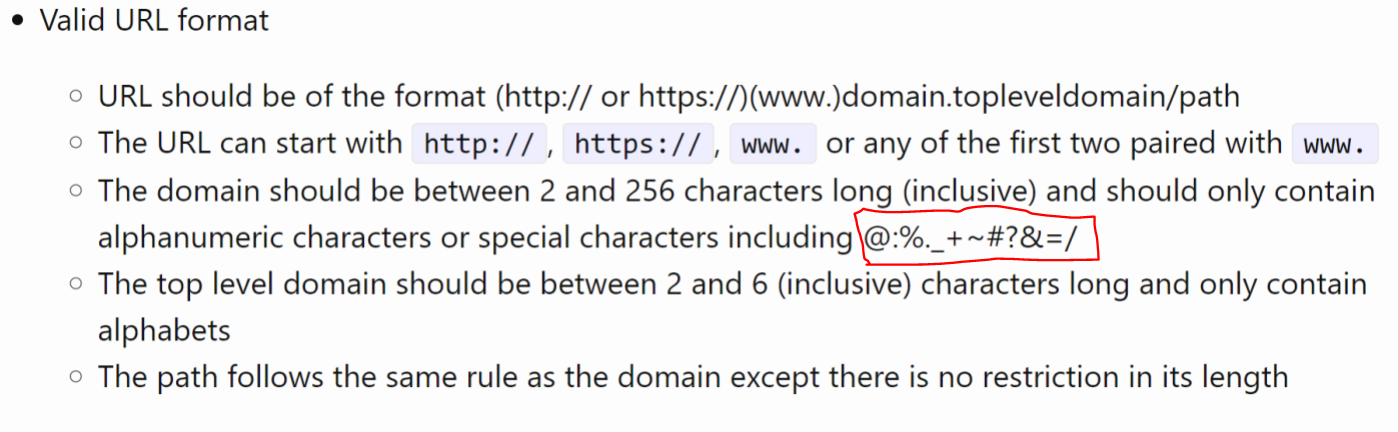 Valid URL format
URL should be of the format (http:// or https://)(www.)domain.topleveldomain/path
The URL can start with http:// , https:// , www. or any of the first two paired with www.
The domain should be between 2 and 256 characters long (inclusive) and should only contain
alphanumeric characters or special characters including @:%._+~#?&=/
The top level domain should be between 2 and 6 (inclusive) characters long and only contain
alphabets
The path follows the same rule as the domain except there is no restriction in its length